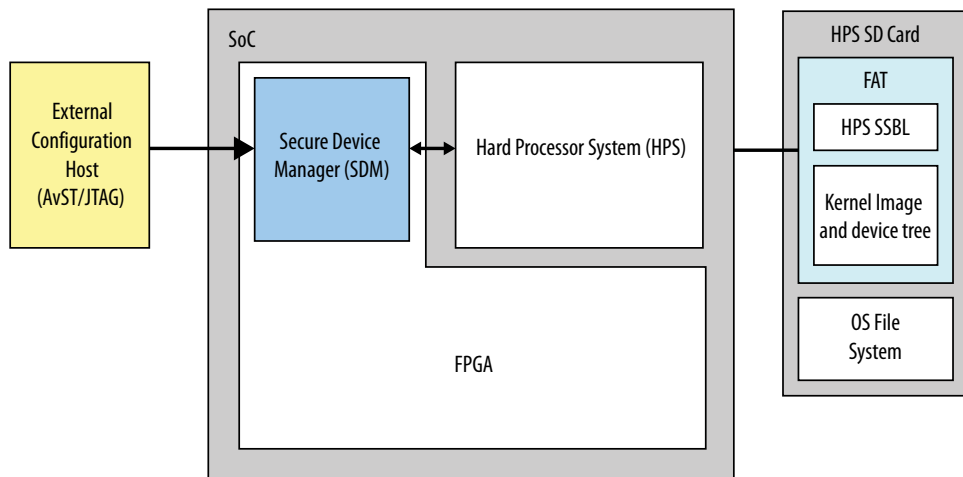 External
Configuration
Host
(AvST/JTAG)
SoC
Secure Device
Manager (SDM)
Hard Processor System (HPS)
FPGA
HPS SD Card
FAT
HPS SSBL
Kernel Image
and device tree
OS File
System